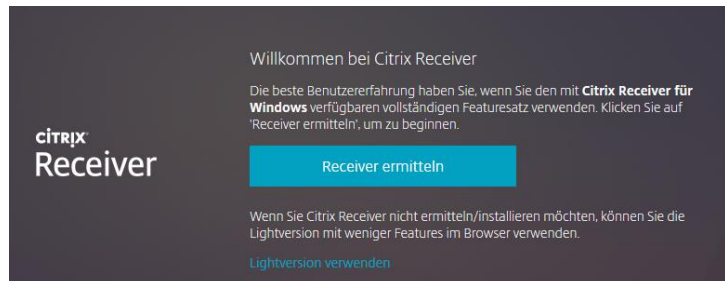 Willkommen bei Citrix Receiver
Die beste Benutzererfahrung haben Sie, wenn Sie den mit Citrix Receiver für
Windows verfügbaren vollständigen Featuresatz verwenden. Klicken Sie auf
'Receiver ermitteln', um zu beginnen.
CITRIX
Receiver
Receiver ermitteln
Wenn Sie Citrix Receiver nicht ermitteln/installieren möchten, können Sie die
Lightversion mit weniger Features im Browser verwenden.
Lightversion verwenden